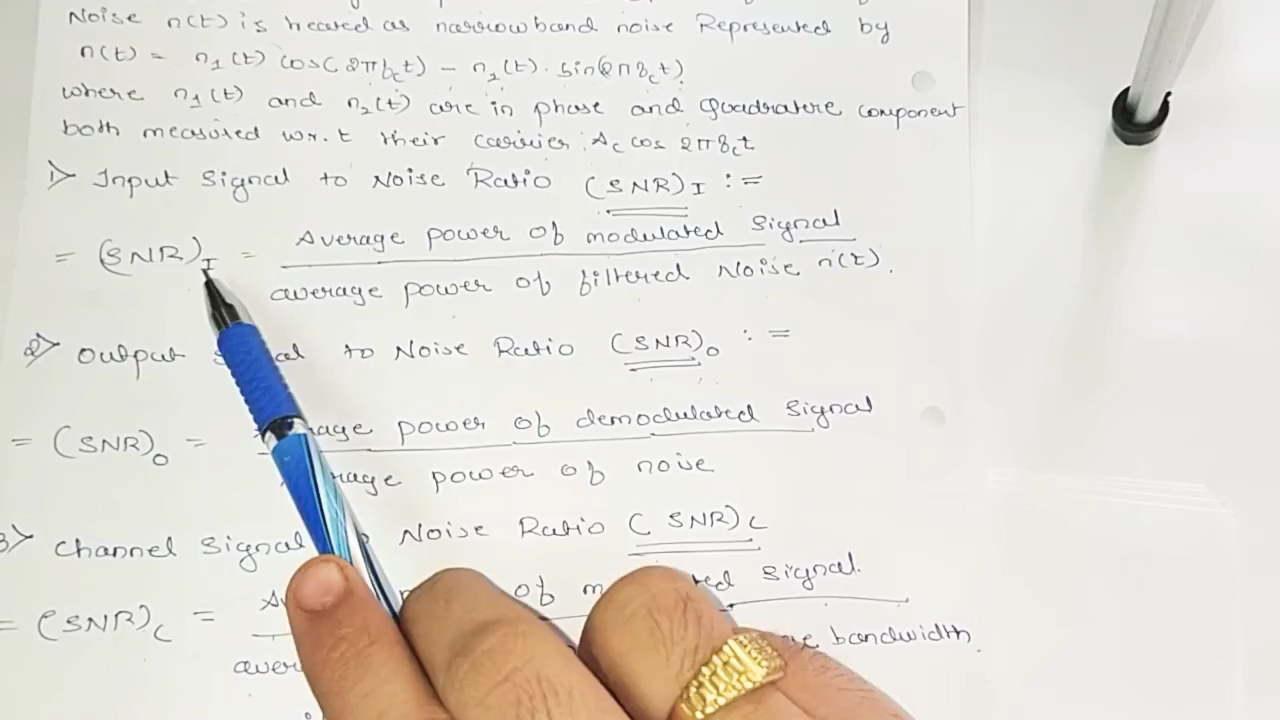 Noise n(t) is heated as narrowband noise Represented by
n(t) = n1(t) cos(2πfct) - n2(t). sin(2πfct)
where n1(t) and n2(t) are in phase and quadrature component
both measured w.r.t their carrier Ac cos 2πfct
1) Input Signal to Noise Ratio (SNR)I :=
= (SNR)I = Average power of modulated Signal
average power of filtered Noise n(t).
2) Output to Noise Ratio (SNR)O :=
= (SNR)O = power of demodulated Signal
power of noise
3) Channel Signal Noise Ratio (SNR)C
= (SNR)C = of signal.
bandwidth.